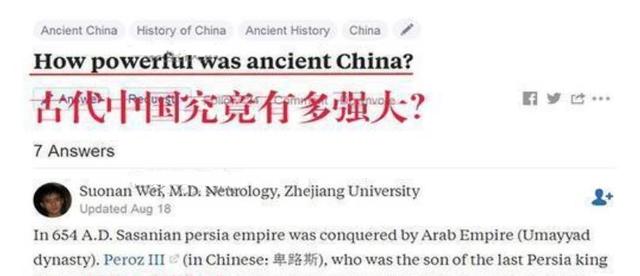 Ancient China History of China Ancient History China
How powerful was ancient China?
古代中国究竟有多强大?
7 Answers
Suonan Wei, M.D. Neurology, Zhejiang University
Updated Aug 18
In 654 A.D. Sasanian persia empire was conquered by Arab Empire (Umayyad
dynasty). Peroz III (in Chinese: 卑路斯), who was the son of the last Persia king